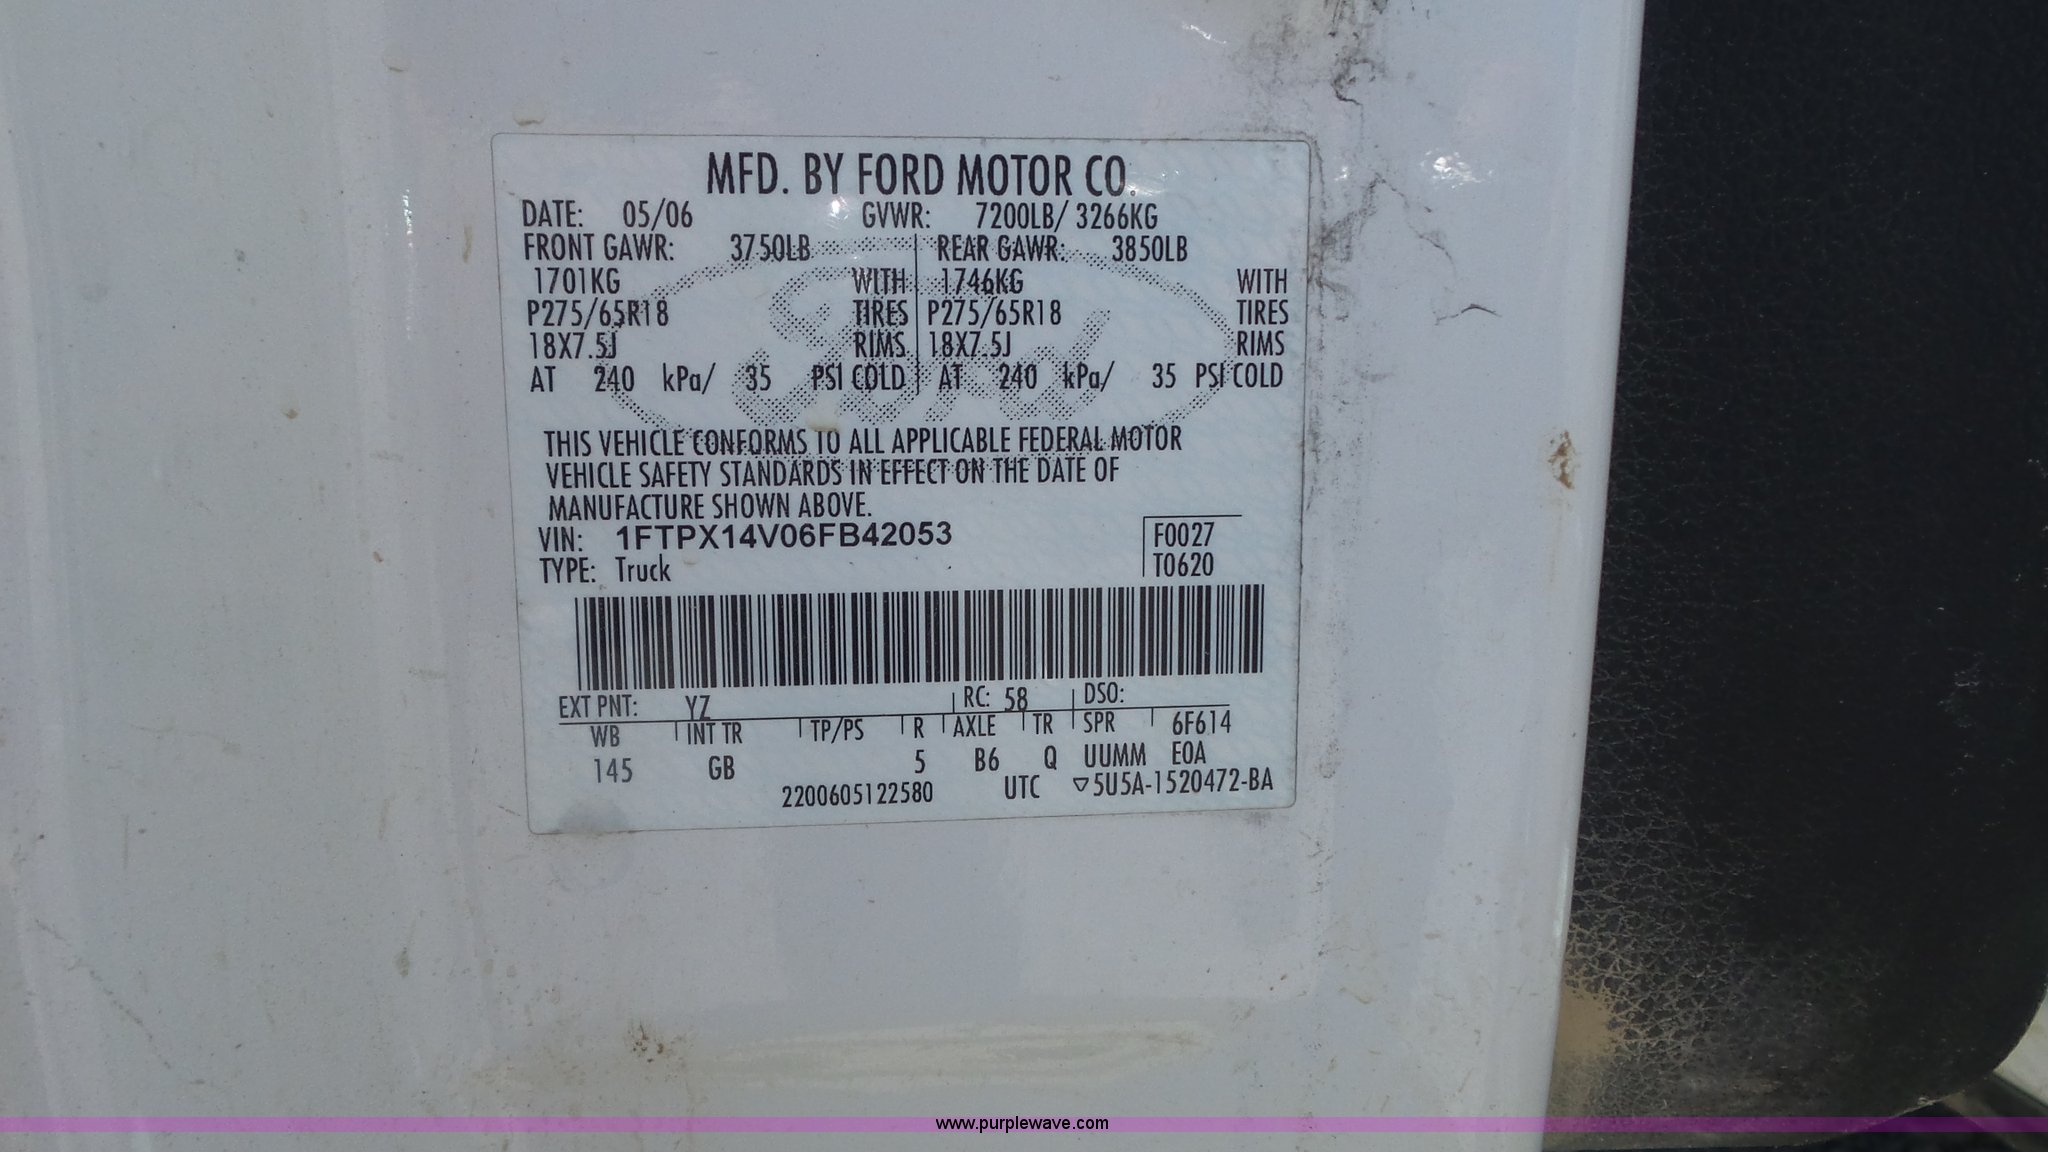 MFD. BY FORD MOTOR CO.
DATE: 05/06 GVWR: 7200LB/ 3266KG
FRONT GAWR: 3750LB REAR GAWR: 3850LB
1701KG WITH 1746KG WITH
P275/65R18 TIRES P275/65R18 TIRES
18X7.5J RIMS 18X7.5J RIMS
AT 240 kPa/ 35 PSI COLD AT 240 kPa/ 35 PSI COLD
Ford
THIS VEHICLE CONFORMS TO ALL APPLICABLE FEDERAL MOTOR
VEHICLE SAFETY STANDARDS IN EFFECT ON THE DATE OF
MANUFACTURE SHOWN ABOVE.
VIN: 1FTPX14V06FB42053 F0027
TYPE: Truck T0620
EXT PNT: YZ RC: 58 DSO:
WB INT TR TP/PS R AXLE TR SPR 6F614
145 GB 5 B6 Q UUMM E0A
2200605122580 UTC ▽5U5A-1520472-BA
www.purplewave.com